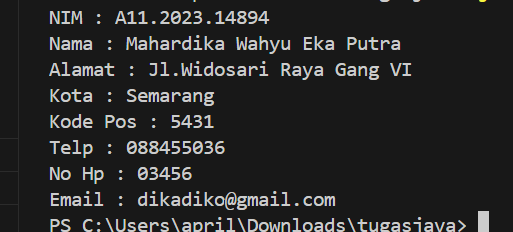 NIM : A11.2023.14894
Nama : Mahardika Wahyu Eka Putra
Alamat : Jl.Widosari Raya Gang VI
Kota : Semarang
Kode Pos : 5431
Telp : 088455036
No Hp : 03456
Email : dikadiko@gmail.com
PS C:\Users\april\Downloads\tugasjava>